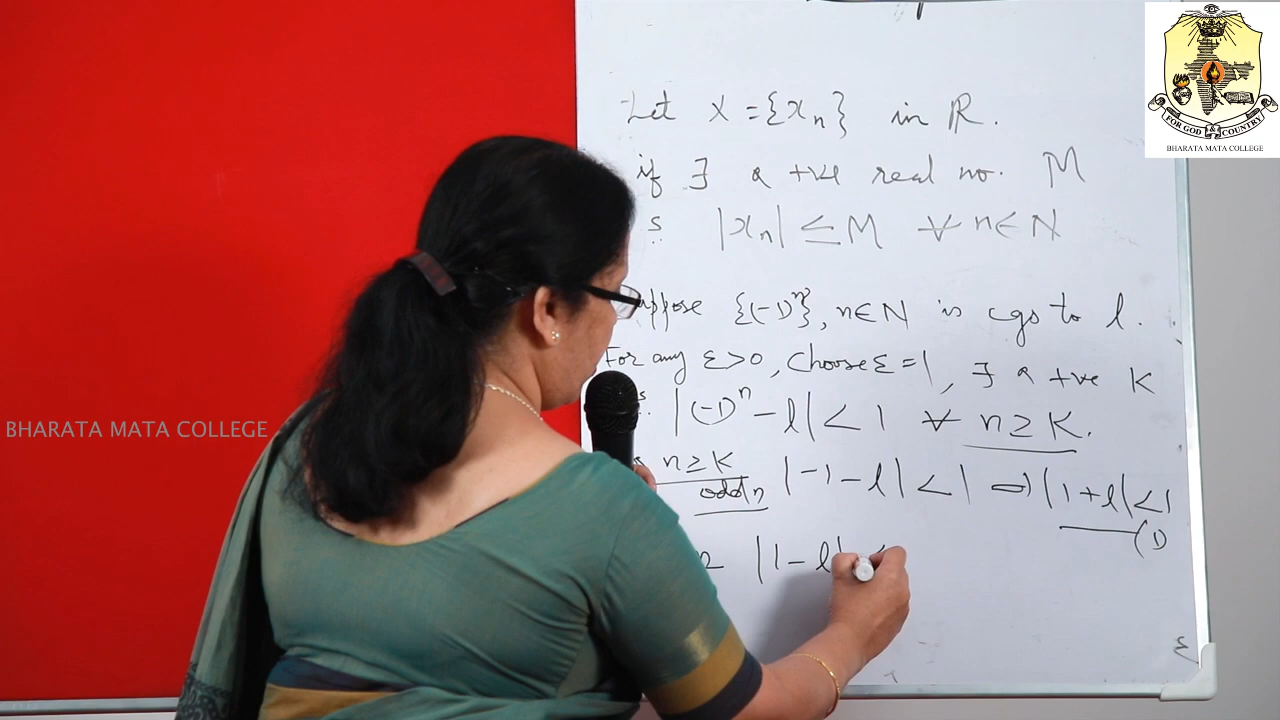 Let X = {xₙ} in ℝ.
if ∃ a +ve real no. M
|xₙ| ≤ M ∀ n ∈ N
{(-1)ⁿ}, n∈N is cgs to l.
For any ε>0, choose ε = 1, ∃ a +ve K
|(-1)ⁿ - l| < 1 ∀ n ≥ K.
n ≥ K
odd n |-1 - l| < 1 ⇒ |1 + l| < 1
(1)
|1 - l| <
ε
FOR GOD & COUNTRY
BHARATA MATA COLLEGE
BHARATA MATA COLLEGE